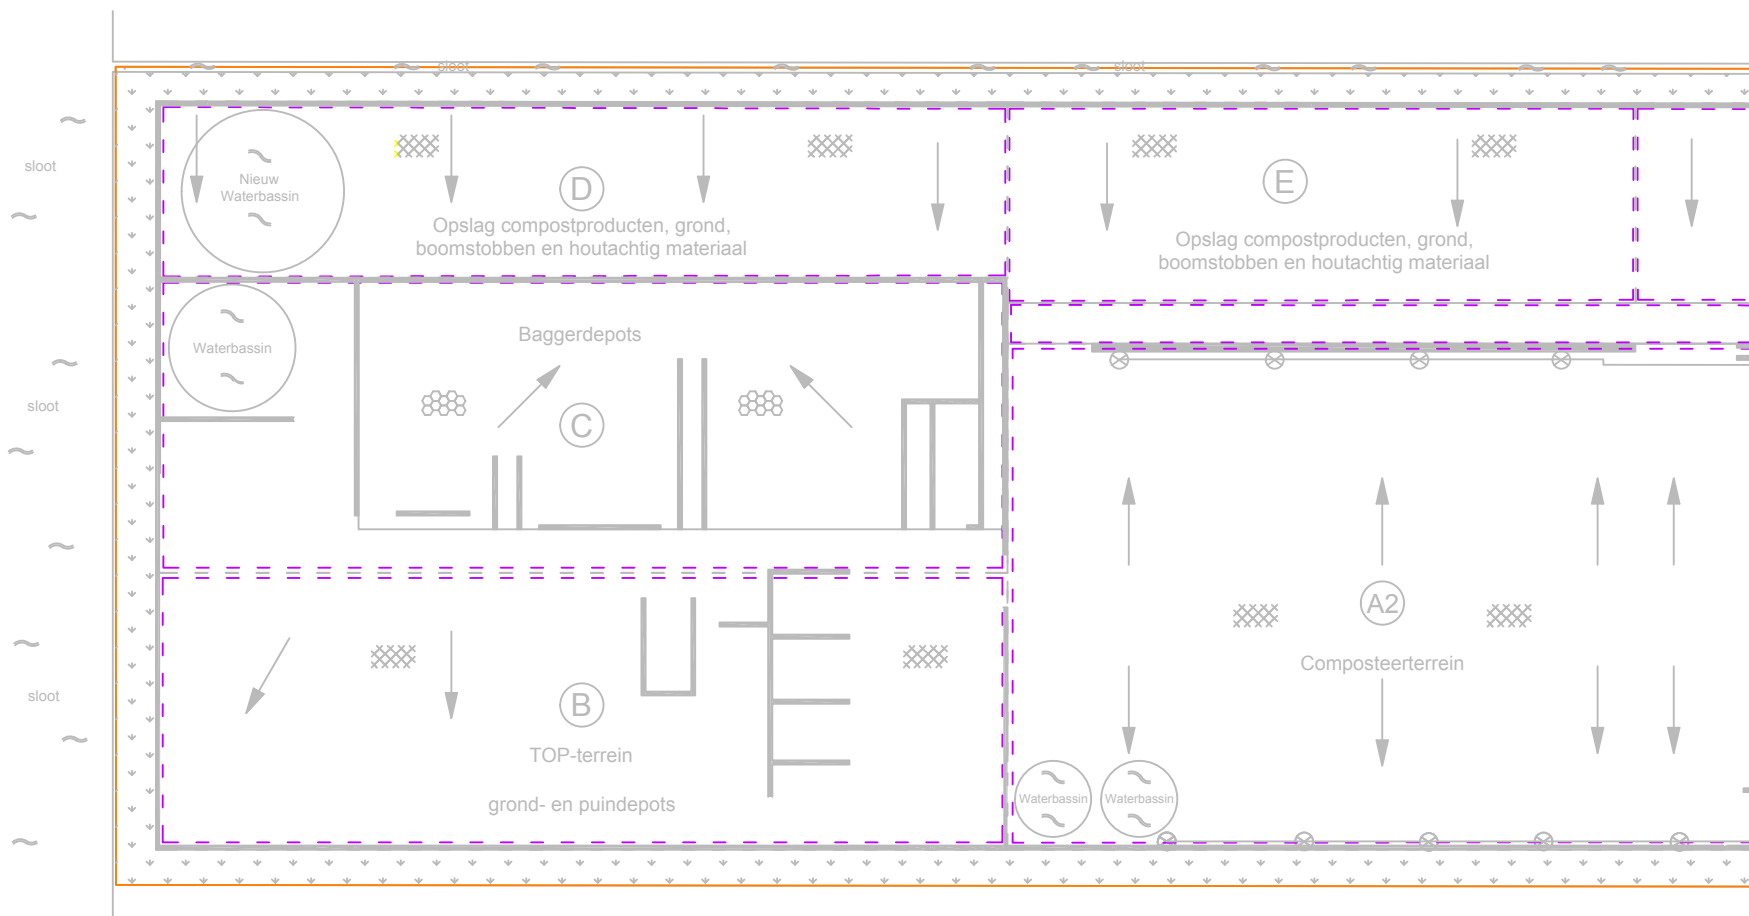 sloot
sloot
sloot
Nieuw
Waterbassin
D
Opslag compostproducten, grond,
boomstobben en houtachtig materiaal
E
Opslag compostproducten, grond,
boomstobben en houtachtig materiaal
Waterbassin
Baggerdepots
sloot
C
A2
Composteerterrein
sloot
B
TOP-terrein
grond- en puindepots
Waterbassin
Waterbassin